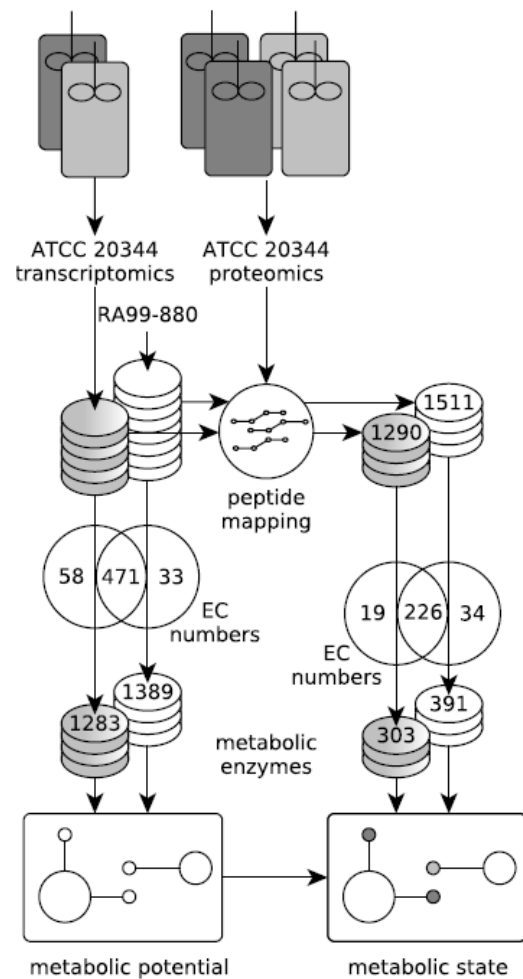 ATCC 20344
transcriptomics
ATCC 20344
proteomics
RA99-880
1511
1290
peptide
mapping
58 471 33
EC
numbers
19 226 34
EC
numbers
1389
1283
391
303
metabolic
enzymes
metabolic potential
metabolic state